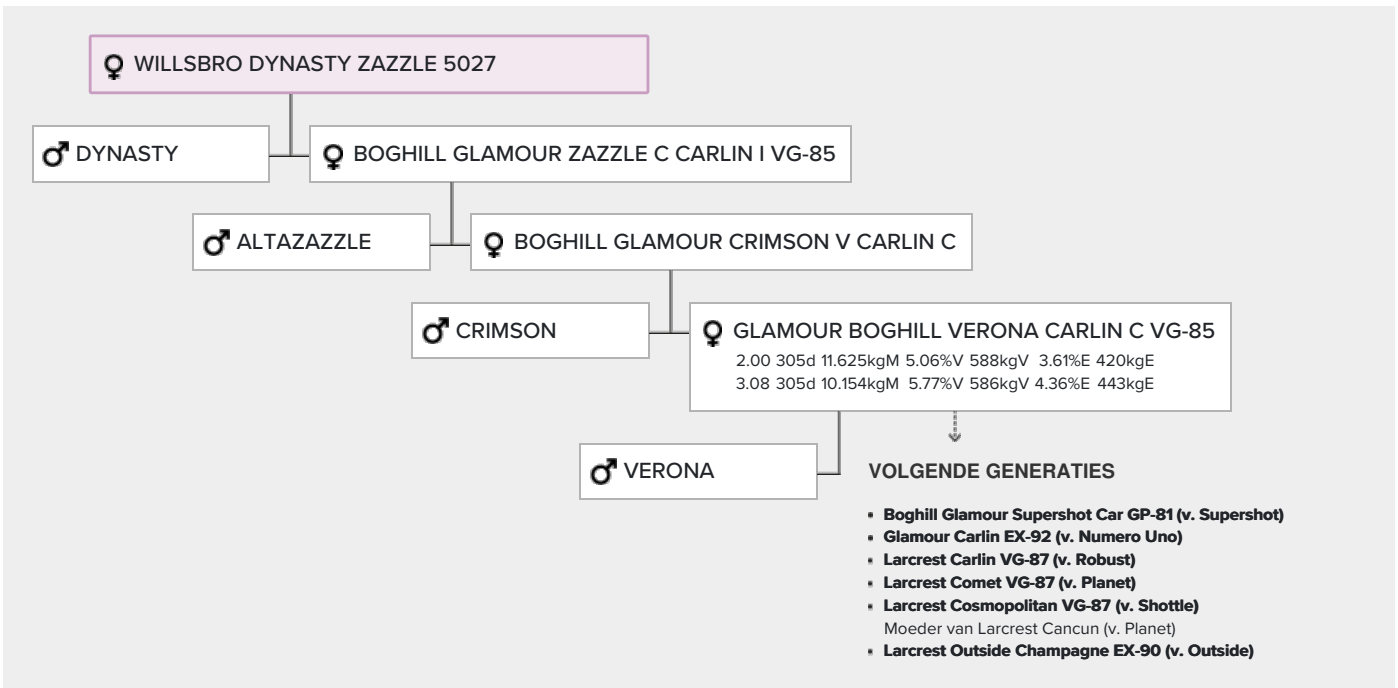 ♀ WILLSBRO DYNASTY ZAZZLE 5027
♂ DYNASTY
♀ BOGHILL GLAMOUR ZAZZLE C CARLIN I VG-85
♂ ALTAZAZZLE
♀ BOGHILL GLAMOUR CRIMSON V CARLIN C
♂ CRIMSON
♀ GLAMOUR BOGHILL VERONA CARLIN C VG-85
2.00 305d 11.625kgM 5.06%V 588kgV 3.61%E 420kgE
3.08 305d 10.154kgM 5.77%V 586kgV 4.36%E 443kgE
♂ VERONA
VOLGENDE GENERATIES
• Boghill Glamour Supershot Car GP-81 (v. Supershot)
• Glamour Carlin EX-92 (v. Numero Uno)
• Larcrest Carlin VG-87 (v. Robust)
• Larcrest Comet VG-87 (v. Planet)
• Larcrest Cosmopolitan VG-87 (v. Shottle)
Moeder van Larcrest Cancun (v. Planet)
• Larcrest Outside Champagne EX-90 (v. Outside)